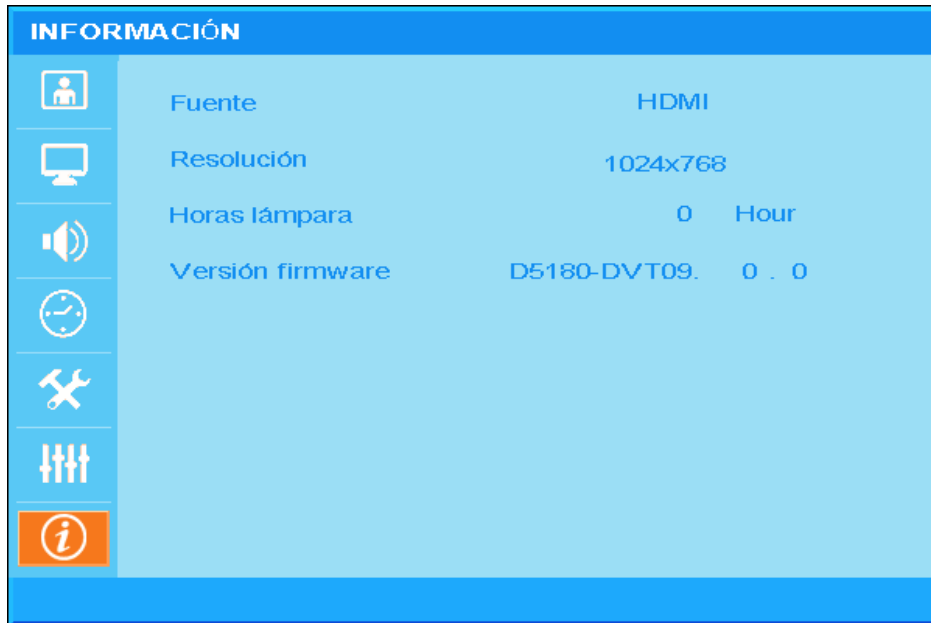 INFORMACIÓN
Fuente HDMI
Resolución 1024x768
Horas lámpara 0 Hour
Versión firmware D5180-DVT09. 0 . 0